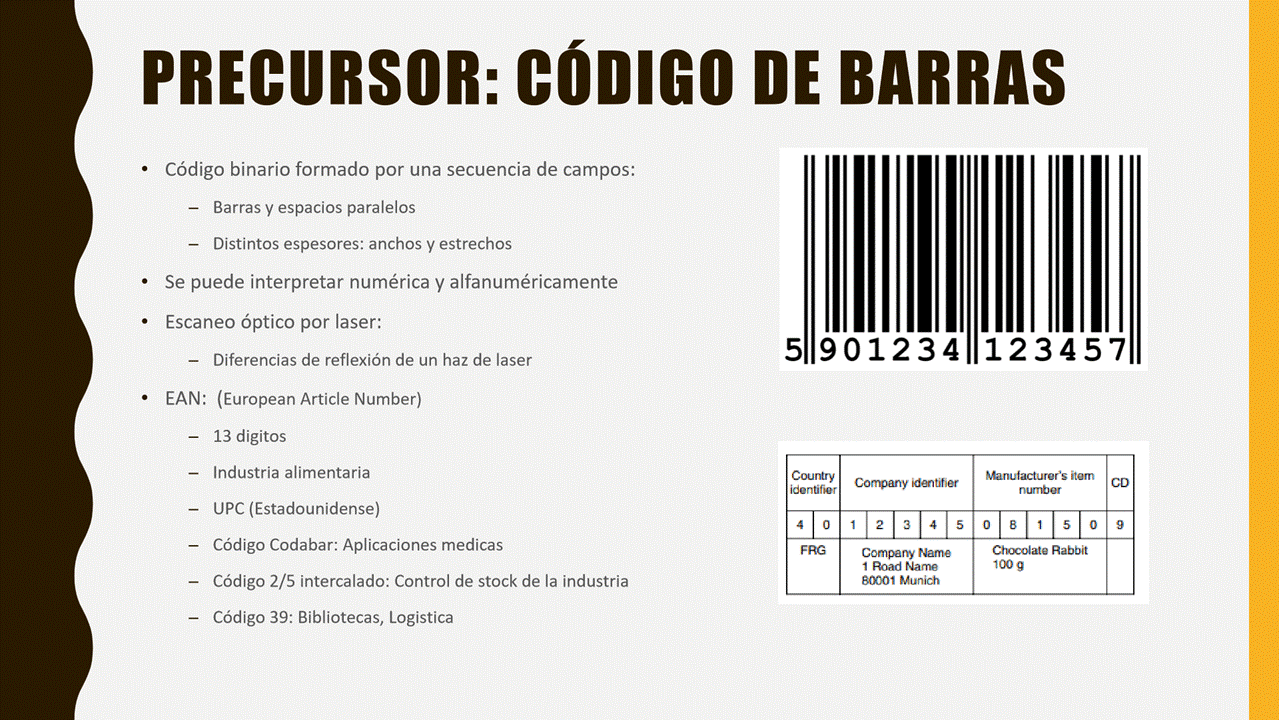 PRECURSOR: CÓDIGO DE BARRAS
• Código binario formado por una secuencia de campos:
– Barras y espacios paralelos
– Distintos espesores: anchos y estrechos
• Se puede interpretar numérica y alfanuméricamente
• Escaneo óptico por laser:
– Diferencias de reflexión de un haz de laser
• EAN: (European Article Number)
– 13 digitos
– Industria alimentaria
– UPC (Estadounidense)
– Código Codabar: Aplicaciones medicas
– Código 2/5 intercalado: Control de stock de la industria
– Código 39: Bibliotecas, Logistica
5 901234 123457
Country identifier Company identifier Manufacturer's item number CD
4 0 1 2 3 4 5 0 8 1 5 0 9
FRG Company Name Chocolate Rabbit
1 Road Name 100 g
80001 Munich